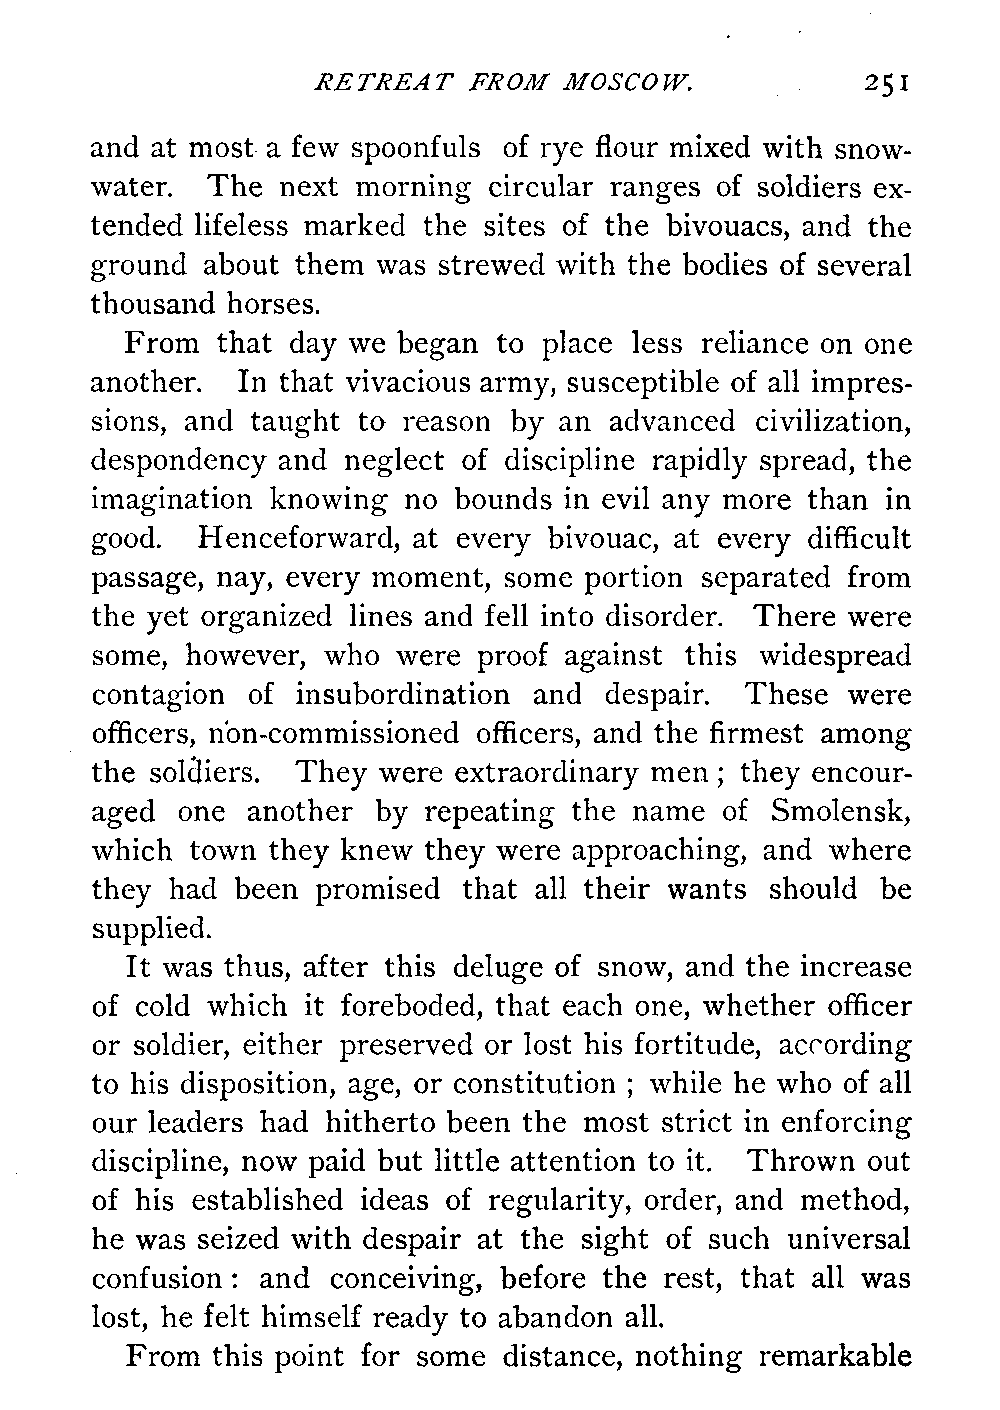 RETREAT FROM MOSCOW. 251
and at most a few spoonfuls of rye flour mixed with snow-
water. The next morning circular ranges of soldiers ex-
tended lifeless marked the sites of the bivouacs, and the
ground about them was strewed with the bodies of several
thousand horses.
From that day we began to place less reliance on one
another. In that vivacious army, susceptible of all impres-
sions, and taught to reason by an advanced civilization,
despondency and neglect of discipline rapidly spread, the
imagination knowing no bounds in evil any more than in
good. Henceforward, at every bivouac, at every difficult
passage, nay, every moment, some portion separated from
the yet organized lines and fell into disorder. There were
some, however, who were proof against this widespread
contagion of insubordination and despair. These were
officers, non-commissioned officers, and the firmest among
the soldiers. They were extraordinary men ; they encour-
aged one another by repeating the name of Smolensk,
which town they knew they were approaching, and where
they had been promised that all their wants should be
supplied.
It was thus, after this deluge of snow, and the increase
of cold which it foreboded, that each one, whether officer
or soldier, either preserved or lost his fortitude, according
to his disposition, age, or constitution ; while he who of all
our leaders had hitherto been the most strict in enforcing
discipline, now paid but little attention to it. Thrown out
of his established ideas of regularity, order, and method,
he was seized with despair at the sight of such universal
confusion : and conceiving, before the rest, that all was
lost, he felt himself ready to abandon all.
From this point for some distance, nothing remarkable